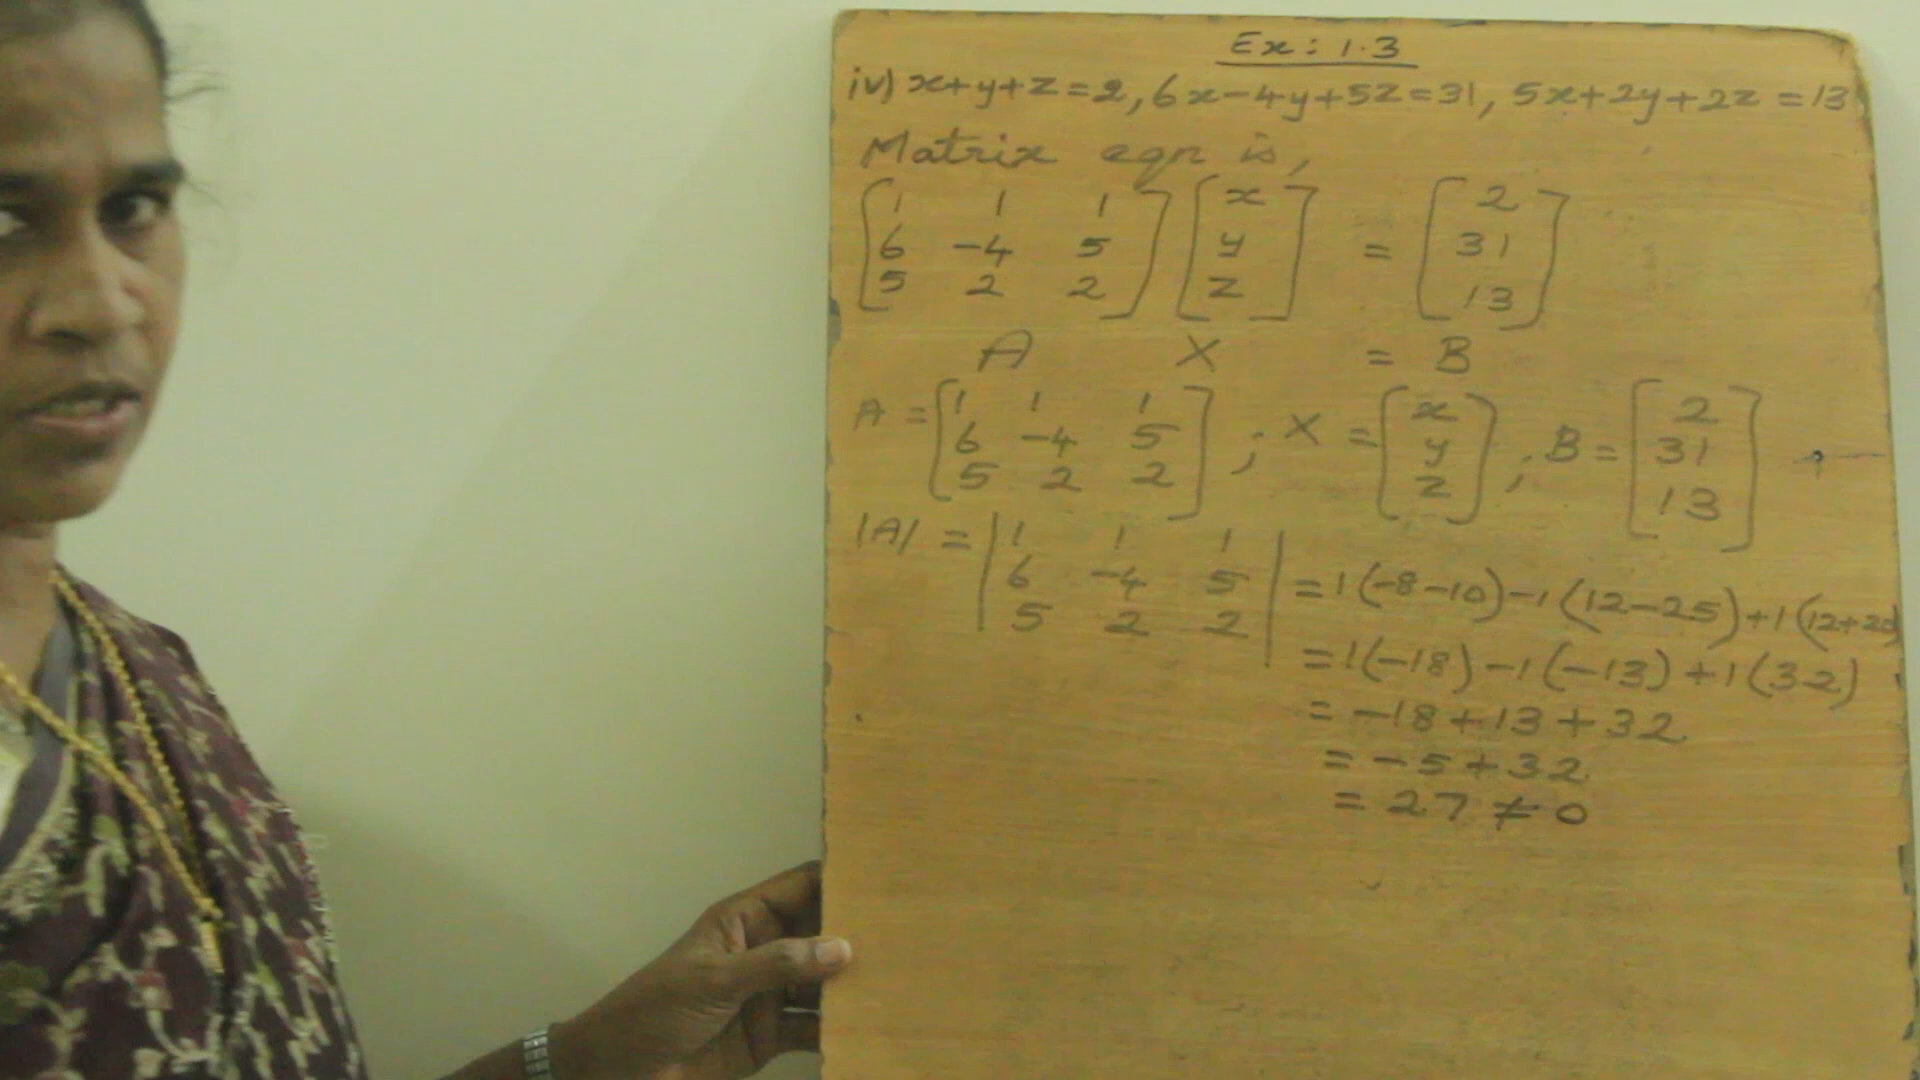 Ex: 1.3
iv) x+y+z=2, 6x-4y+5z=31, 5x+2y+2z=13
Matrix eqn is,
[1 1 1] [x] [2]
[6 -4 5] [y] = [31]
[5 2 2] [z] [13]
A X = B
A = [1 1 1; 6 -4 5; 5 2 2] ; X = [x; y; z] ; B = [2; 31; 13]
|A| = |1 1 1; 6 -4 5; 5 2 2| = 1(-8-10)-1(12-25)+1(12+20)
= 1(-18)-1(-13)+1(32)
= -18+13+32
= -5+32
= 27 ≠ 0